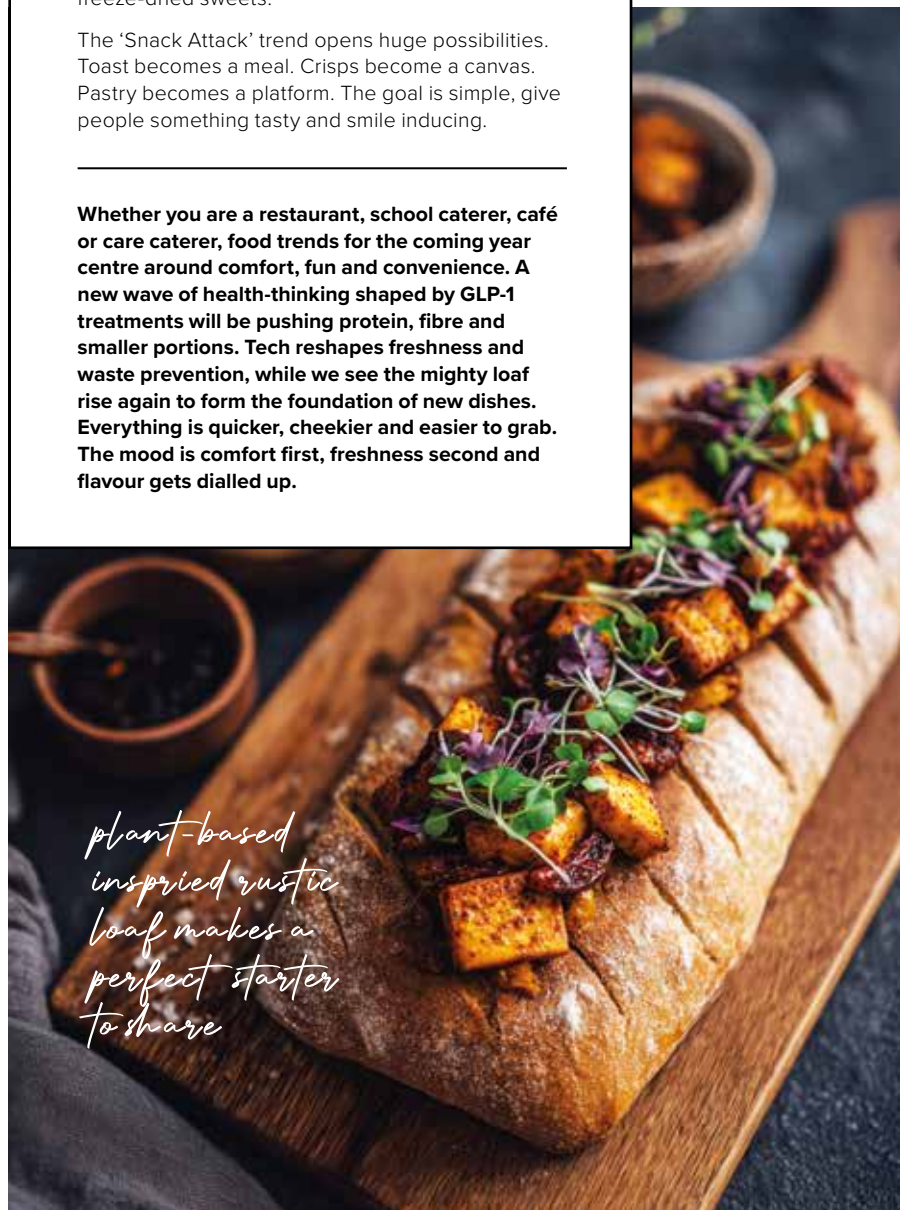 freeze-dried sweets.
The ‘Snack Attack’ trend opens huge possibilities.
Toast becomes a meal. Crisps become a canvas.
Pastry becomes a platform. The goal is simple, give
people something tasty and smile inducing.
Whether you are a restaurant, school caterer, café
or care caterer, food trends for the coming year
centre around comfort, fun and convenience. A
new wave of health-thinking shaped by GLP-1
treatments will be pushing protein, fibre and
smaller portions. Tech reshapes freshness and
waste prevention, while we see the mighty loaf
rise again to form the foundation of new dishes.
Everything is quicker, cheekier and easier to grab.
The mood is comfort first, freshness second and
flavour gets dialled up.
plant-based
inspried rustic
loaf makes a
perfect starter
to share